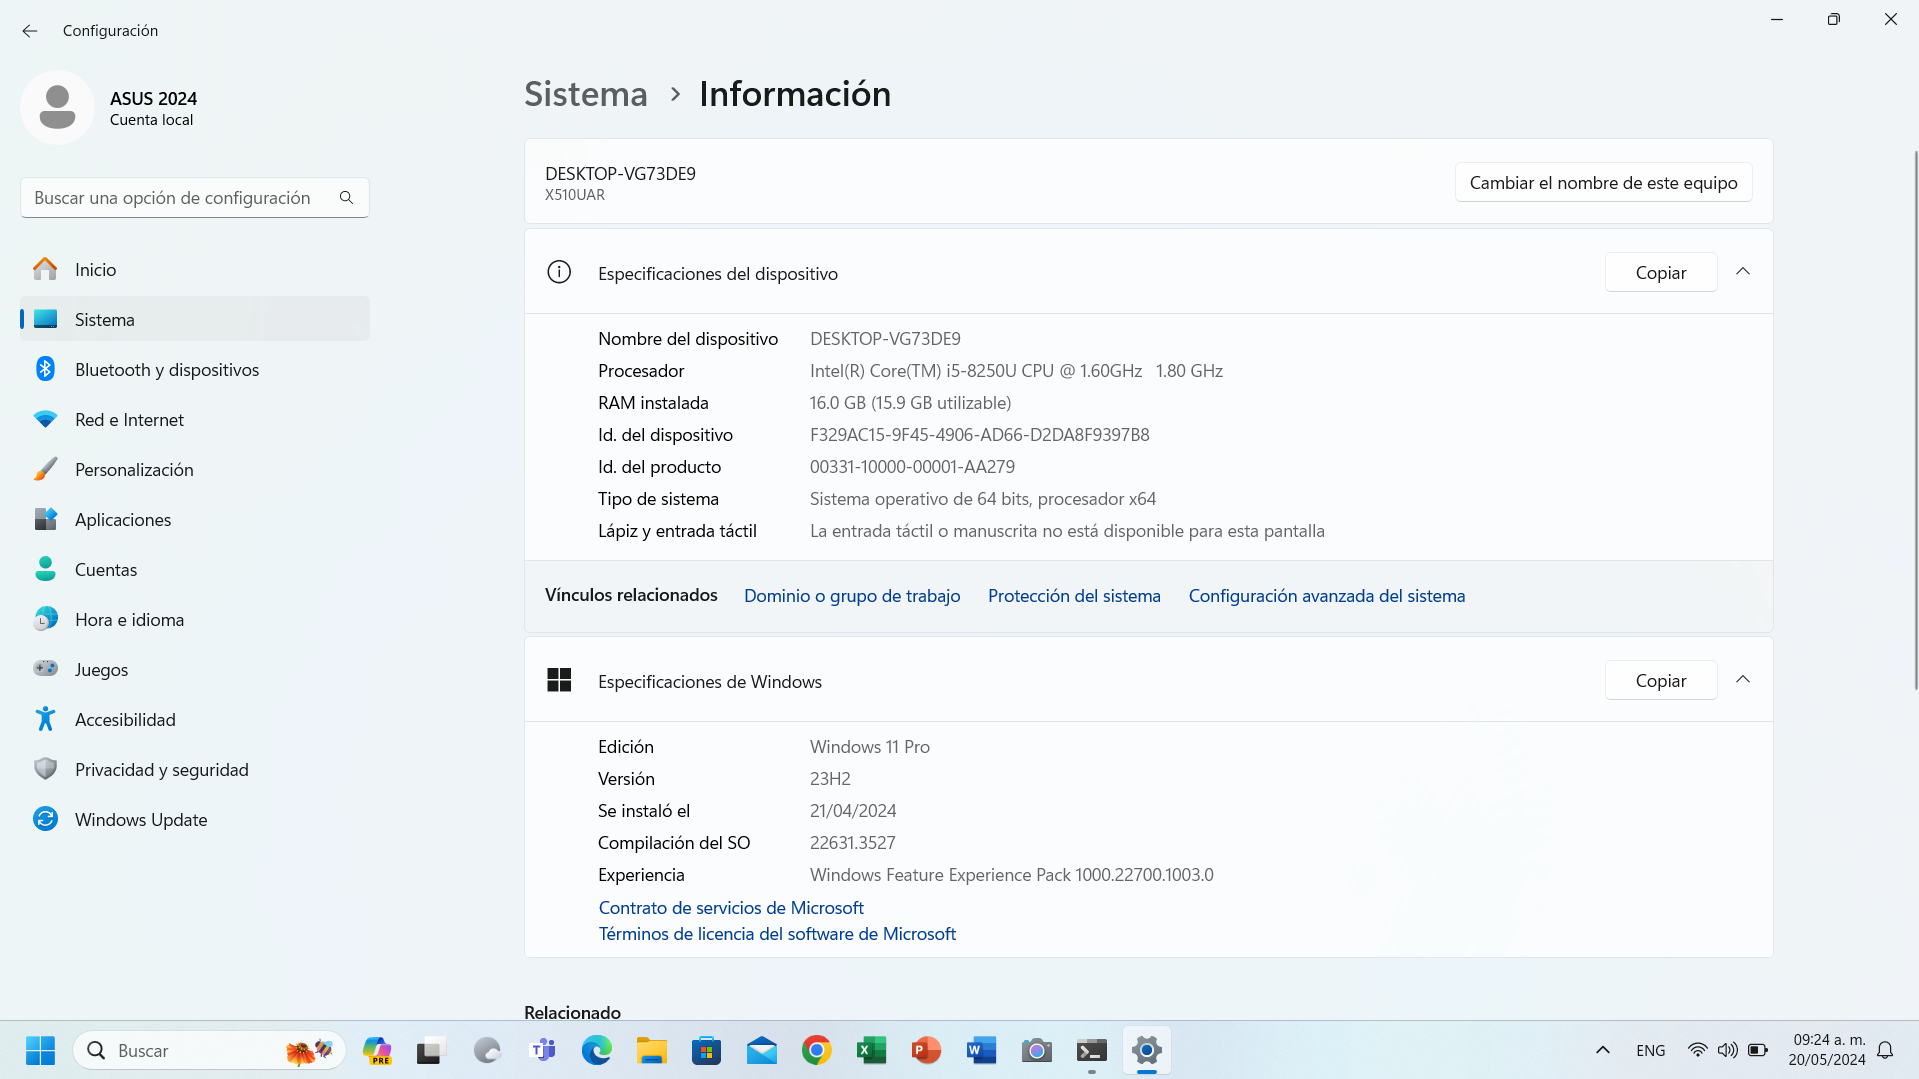 Configuración
ASUS 2024
Cuenta local
Buscar una opción de configuración
Inicio
Sistema
Bluetooth y dispositivos
Red e Internet
Personalización
Aplicaciones
Cuentas
Hora e idioma
Juegos
Accesibilidad
Privacidad y seguridad
Windows Update
Sistema > Información
DESKTOP-VG73DE9
X510UAR
Cambiar el nombre de este equipo
Especificaciones del dispositivo
Copiar
Nombre del dispositivo DESKTOP-VG73DE9
Procesador Intel(R) Core(TM) i5-8250U CPU @ 1.60GHz 1.80 GHz
RAM instalada 16.0 GB (15.9 GB utilizable)
Id. del dispositivo F329AC15-9F45-4906-AD66-D2DA8F9397B8
Id. del producto 00331-10000-00001-AA279
Tipo de sistema Sistema operativo de 64 bits, procesador x64
Lápiz y entrada táctil La entrada táctil o manuscrita no está disponible para esta pantalla
Vínculos relacionados Dominio o grupo de trabajo Protección del sistema Configuración avanzada del sistema
Especificaciones de Windows
Copiar
Edición Windows 11 Pro
Versión 23H2
Se instaló el 21/04/2024
Compilación del SO 22631.3527
Experiencia Windows Feature Experience Pack 1000.22700.1003.0
Contrato de servicios de Microsoft
Términos de licencia del software de Microsoft
Relacionado
Buscar
PRE
ENG
09:24 a. m.
20/05/2024